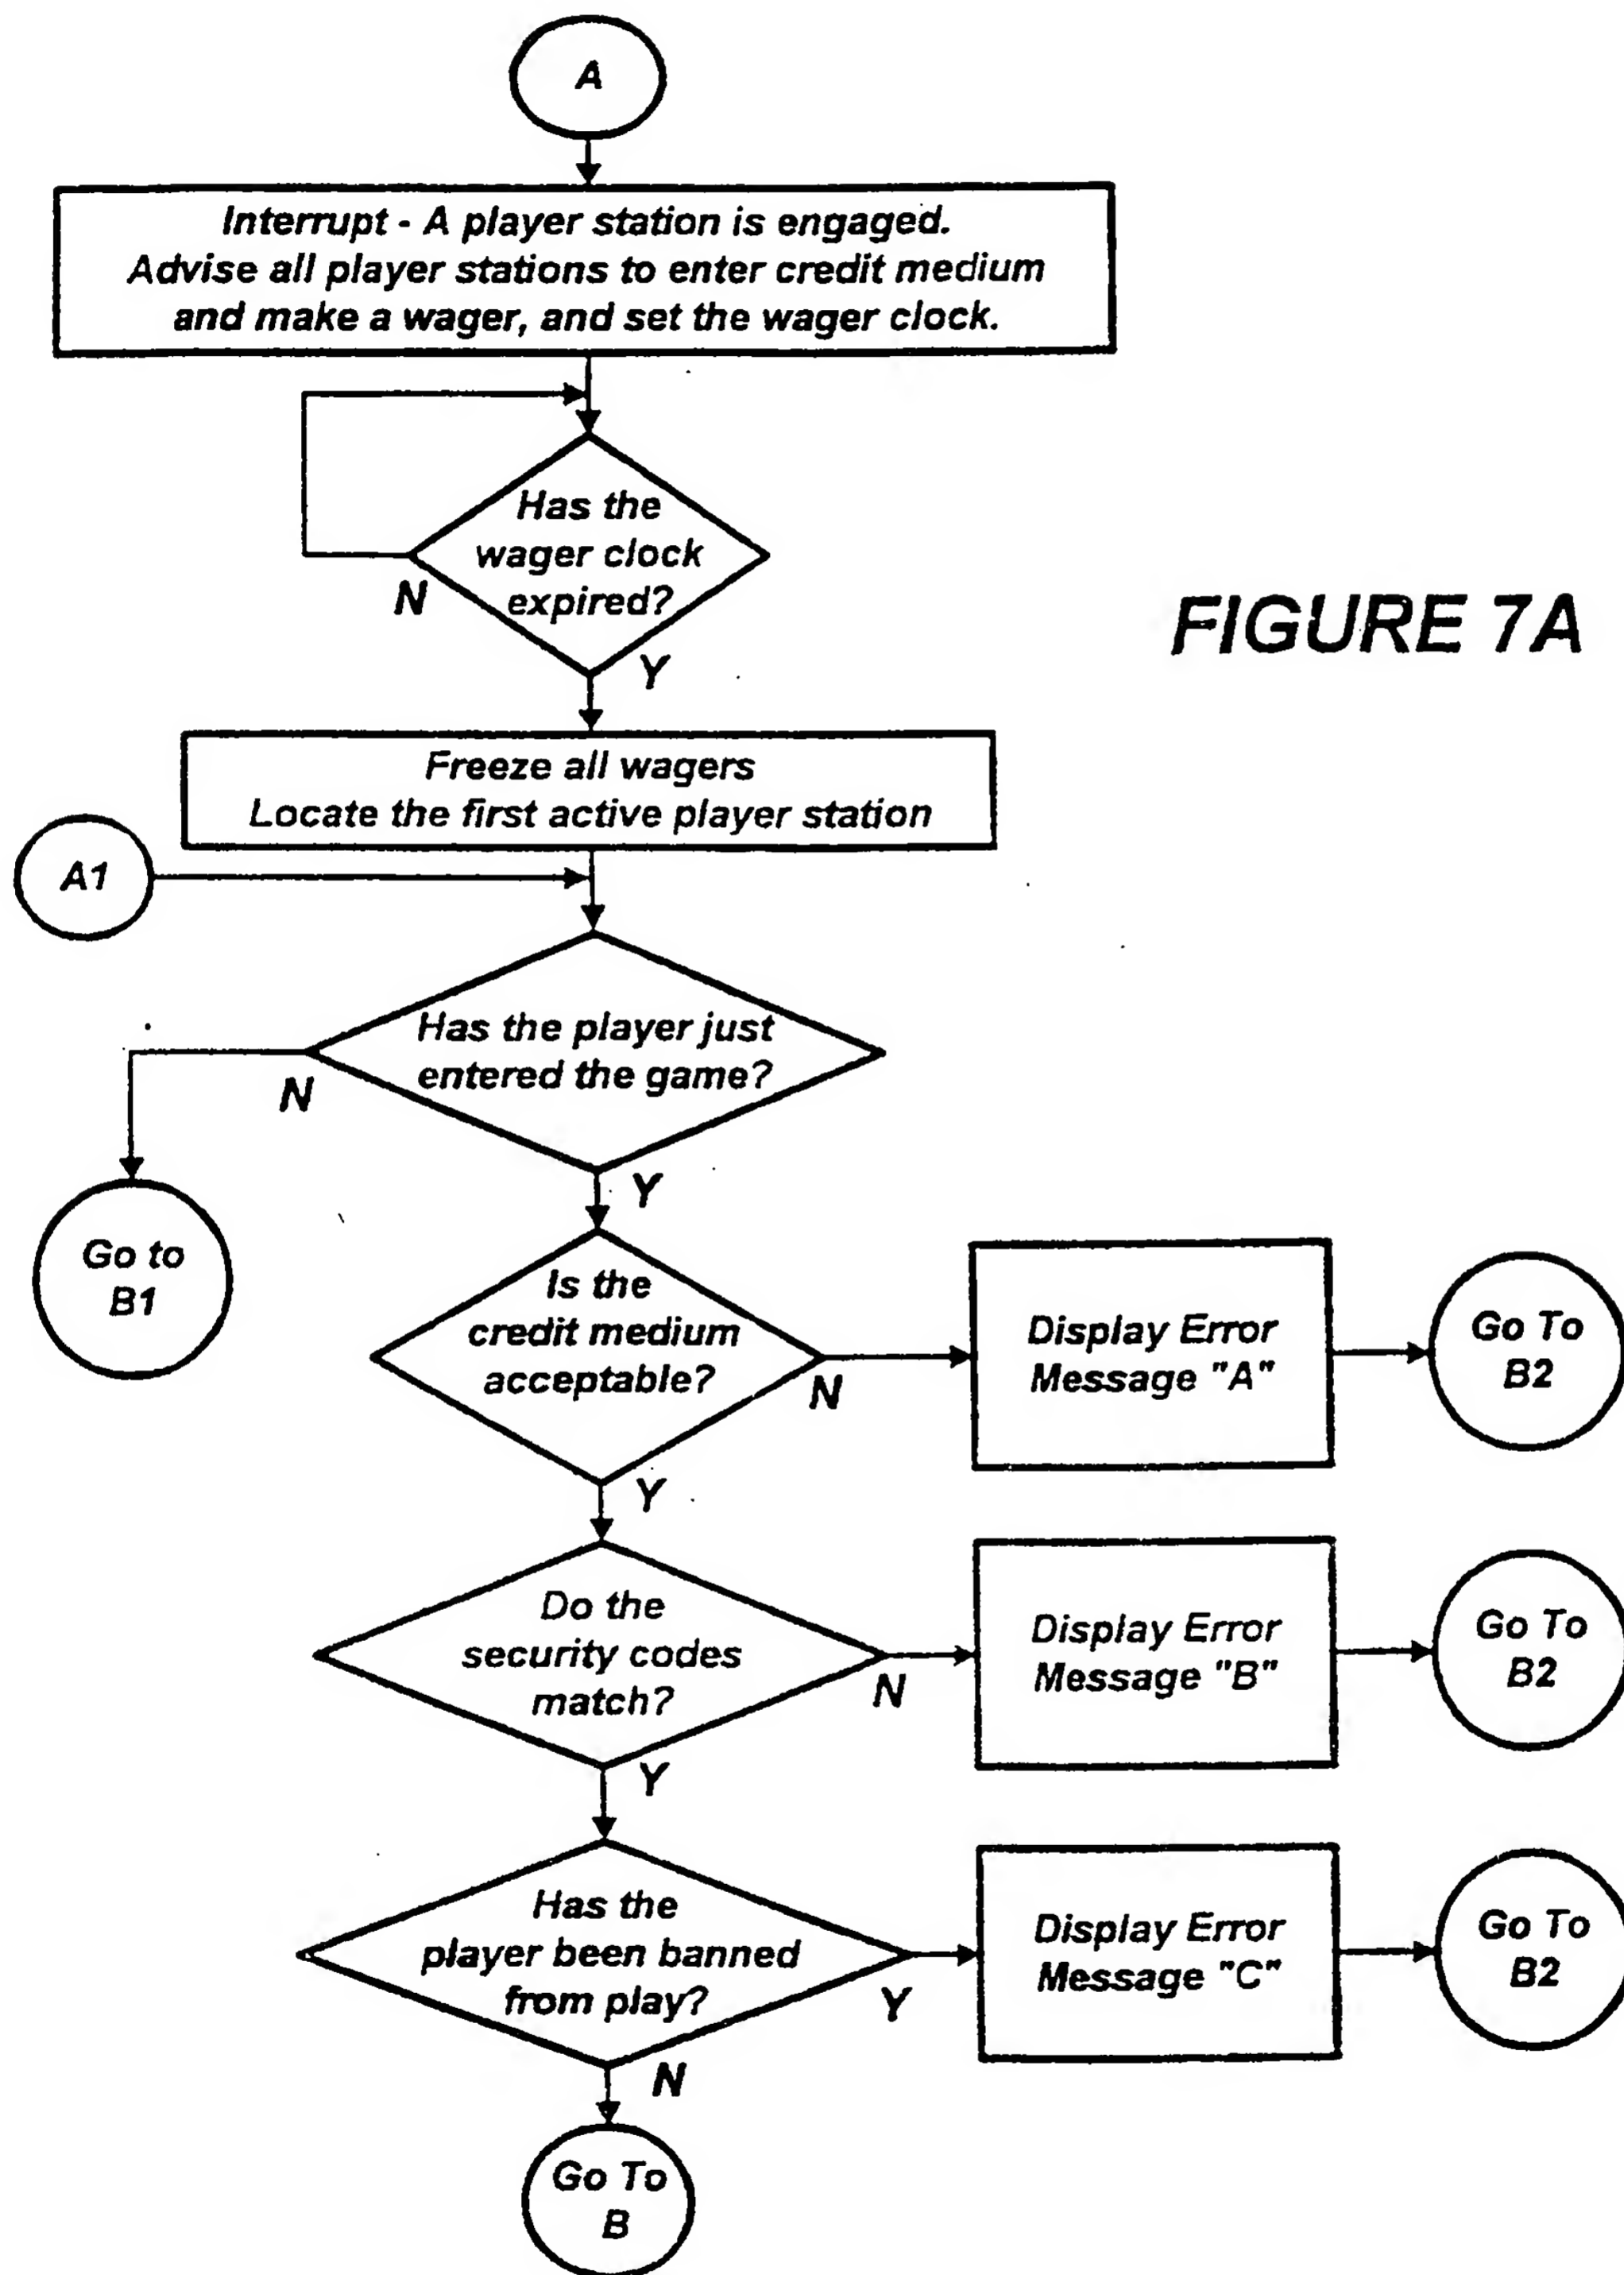 A
Interrupt - A player station is engaged.
Advise all player stations to enter credit medium
and make a wager, and set the wager clock.
Has the
wager clock
expired?
N
Y
FIGURE 7A
Freeze all wagers
Locate the first active player station
A1
Has the player just
entered the game?
N
Y
Go to
B1
Is the
credit medium
acceptable?
N
Y
Display Error
Message "A"
Go To
B2
Do the
security codes
match?
N
Y
Display Error
Message "B"
Go To
B2
Has the
player been banned
from play?
Y
N
Display Error
Message "C"
Go To
B2
Go To
B